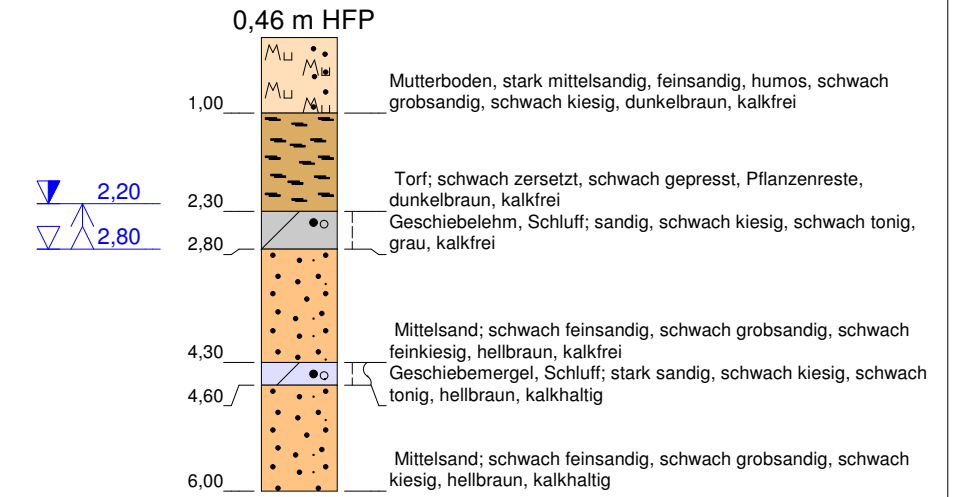 0,46 m HFP
Mutterboden, stark mittelsandig, feinsandig, humos, schwach
grobsandig, schwach kiesig, dunkelbraun, kalkfrei
1,00
Torf; schwach zersetzt, schwach gepresst, Pflanzenreste,
dunkelbraun, kalkfrei
2,20
2,30
Geschiebelehm, Schluff; sandig, schwach kiesig, schwach tonig,
grau, kalkfrei
2,80
2,80
Mittelsand; schwach feinsandig, schwach grobsandig, schwach
feinkiesig, hellbraun, kalkfrei
4,30
Geschiebemergel, Schluff; stark sandig, schwach kiesig, schwach
tonig, hellbraun, kalkhaltig
4,60
Mittelsand; schwach feinsandig, schwach grobsandig, schwach
kiesig, hellbraun, kalkhaltig
6,00